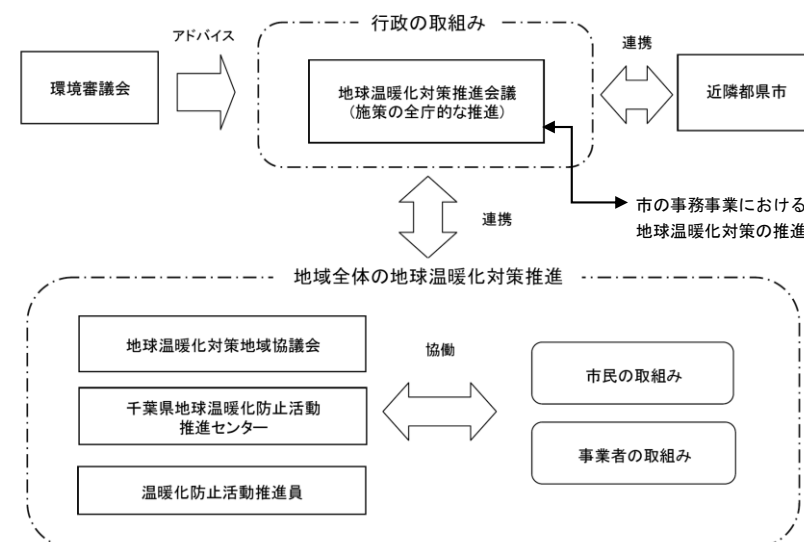 行政の取組み
アドバイス
連携
環境審議会
地球温暖化対策推進会議
(施策の全庁的な推進)
近隣都県市
市の事務事業における
地球温暖化対策の推進
連携
地域全体の地球温暖化対策推進
地球温暖化対策地域協議会
協働
市民の取組み
千葉県地球温暖化防止活動
推進センター
事業者の取組み
温暖化防止活動推進員